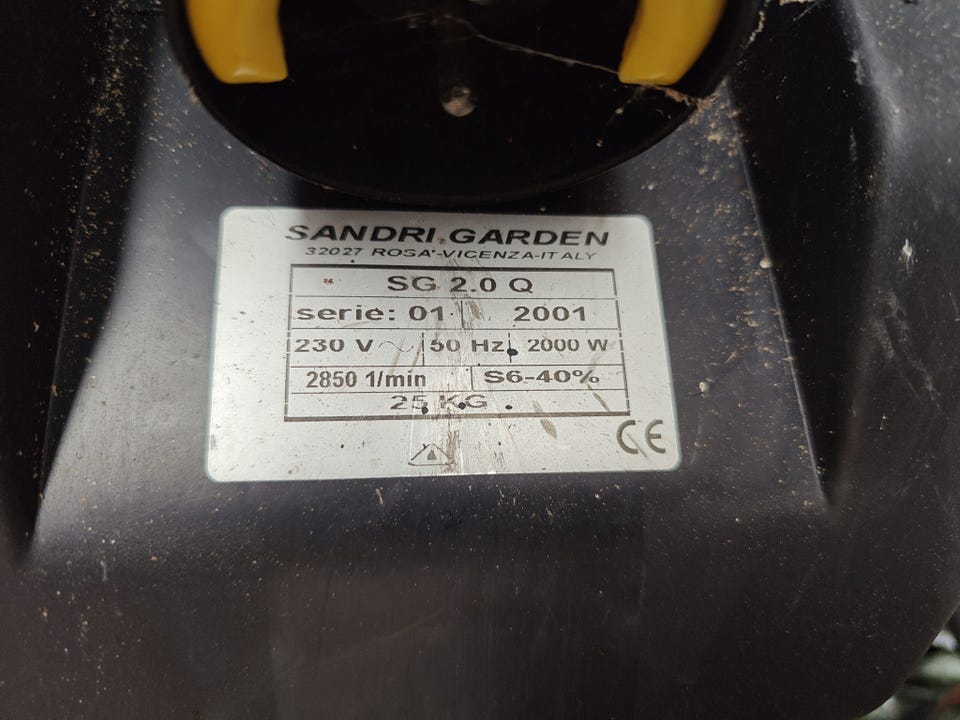 SANDRI GARDEN
32027 ROSA'-VICENZA-ITALY
SG 2.0 Q
serie: 01 2001
230 V ~ 50 Hz 2000 W
2850 1/min S6-40%
25 KG
CE